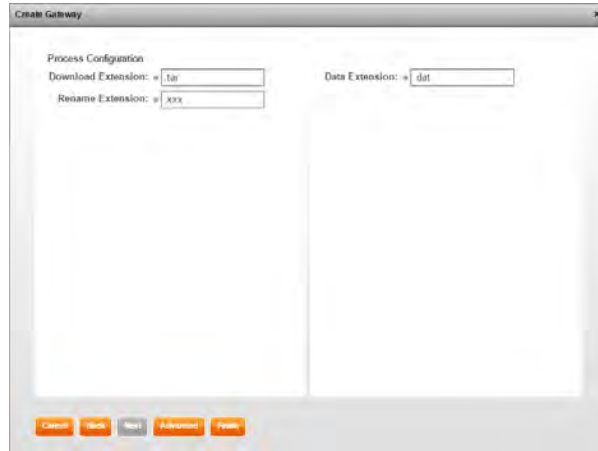 Create Gateway x
Process Configuration
Download Extension: * .tar
Data Extension: * dat
Rename Extension: * xxx
Cancel Back Next Advanced Finish